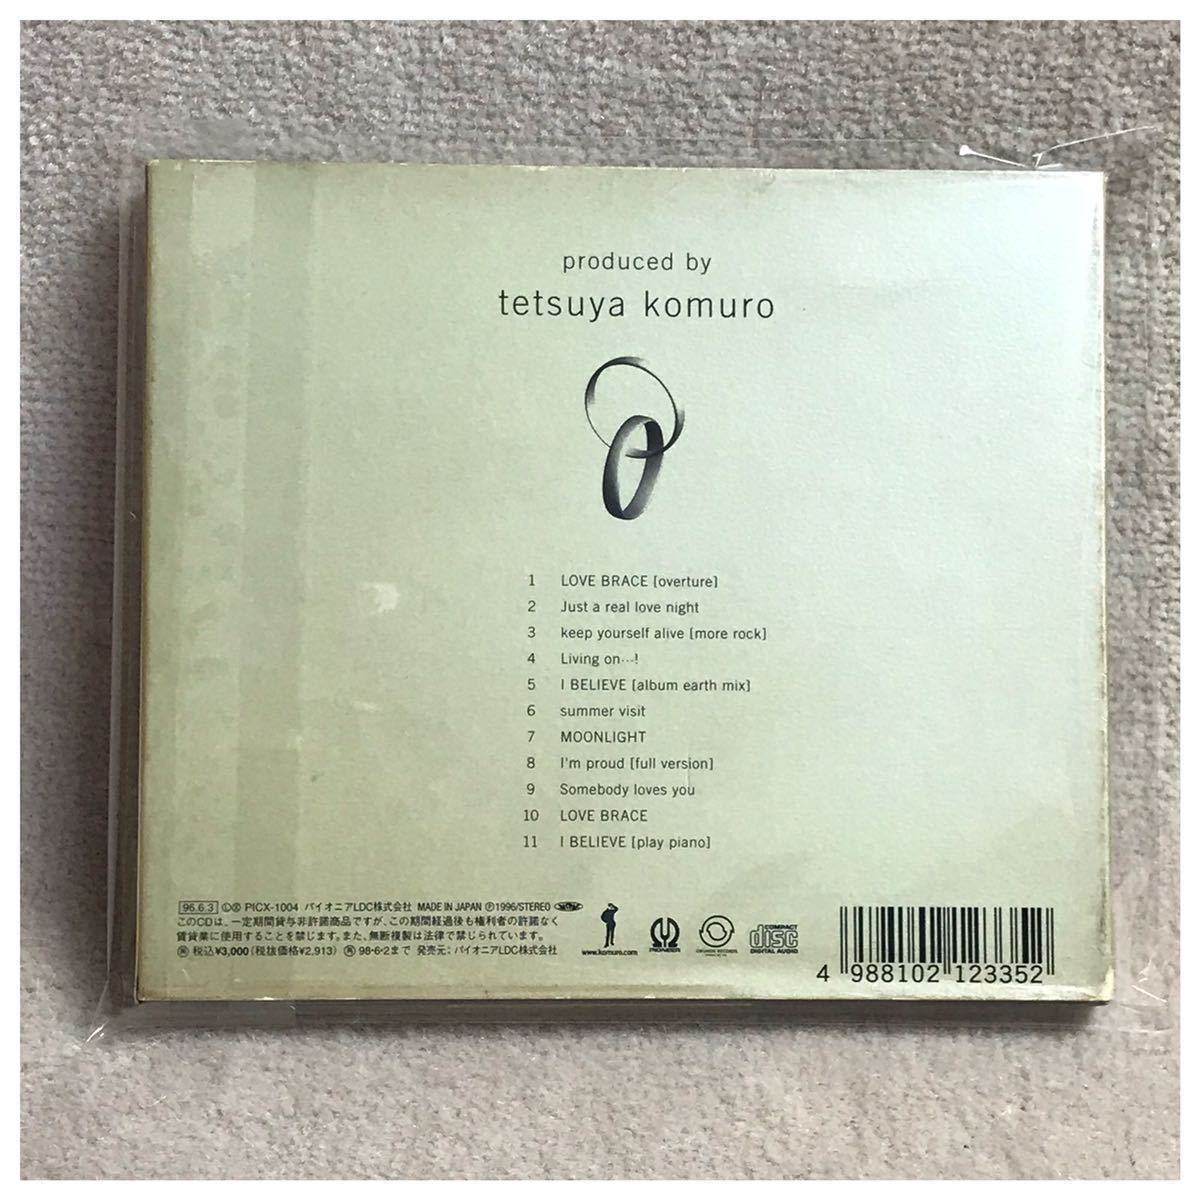 produced by
tetsuya komuro
1 LOVE BRACE [overture]
2 Just a real love night
3 keep yourself alive [more rock]
4 Living on…!
5 I BELIEVE [album earth mix]
6 summer visit
7 MOONLIGHT
8 I'm proud [full version]
9 Somebody loves you
10 LOVE BRACE
11 I BELIEVE [play piano]
96.6.3 PICX-1004 パイオニアLDC株式会社 MADE IN JAPAN ℗1996/STEREO
このCDは、一定期間貸与非許諾商品ですが、この期間経過後も権利者の許諾なく
賃貸業に使用することを禁じます。また、無断複製は法律で禁じられています。
税込¥3,000(税抜価格¥2,913) 98・6・2まで 発売元:パイオニアLDC株式会社
www.komuro.com
PIONEER
COMPACT
disc
DIGITAL AUDIO
4 988102 123352